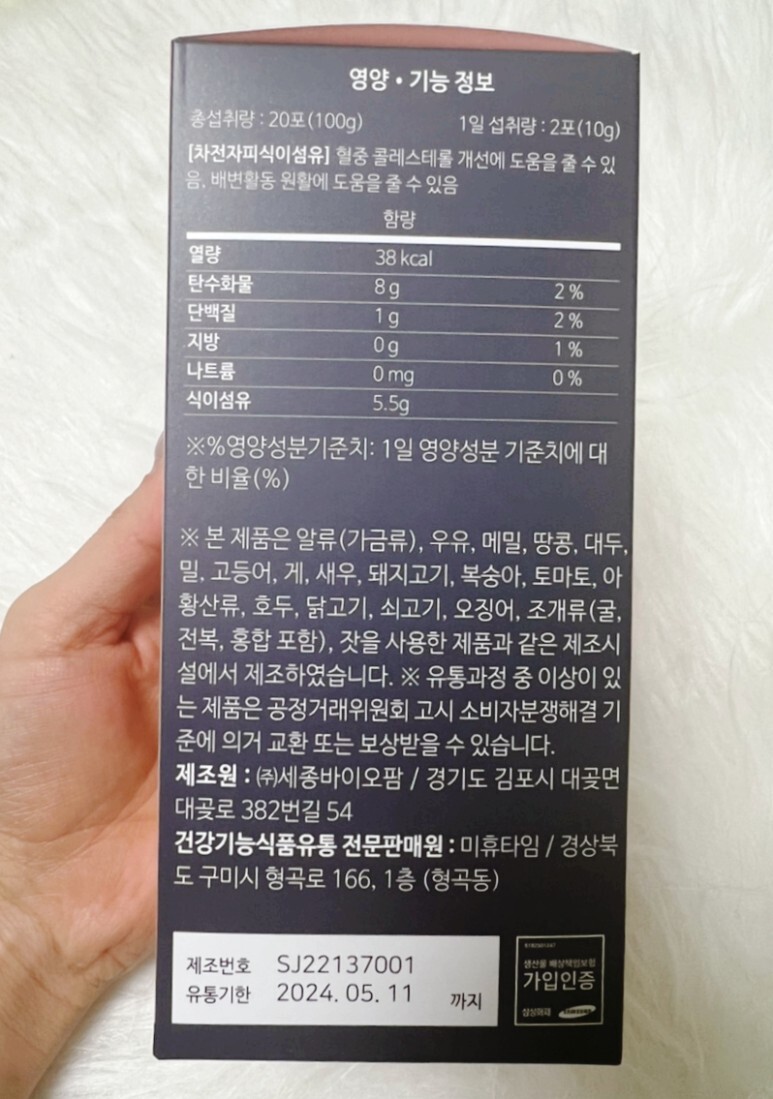 영양 • 기능 정보
총섭취량 : 20포(100g) 1일 섭취량 : 2포(10g)
[차전자피식이섬유] 혈중 콜레스테롤 개선에 도움을 줄 수 있
음, 배변활동 원활에 도움을 줄 수 있음
함량
열량 38 kcal
탄수화물 8 g 2 %
단백질 1 g 2 %
지방 0 g 1 %
나트륨 0 mg 0 %
식이섬유 5.5g
※%영양성분기준치: 1일 영양성분 기준치에 대
한 비율(%)
※ 본 제품은 알류(가금류), 우유, 메밀, 땅콩, 대두,
밀, 고등어, 게, 새우, 돼지고기, 복숭아, 토마토, 아
황산류, 호두, 닭고기, 쇠고기, 오징어, 조개류(굴,
전복, 홍합 포함), 잣을 사용한 제품과 같은 제조시
설에서 제조하였습니다. ※ 유통과정 중 이상이 있
는 제품은 공정거래위원회 고시 소비자분쟁해결 기
준에 의거 교환 또는 보상받을 수 있습니다.
제조원 : ㈜세종바이오팜 / 경기도 김포시 대곶면
대곶로 382번길 54
건강기능식품유통 전문판매원 : 미휴타임 / 경상북
도 구미시 형곡로 166, 1층 (형곡동)
제조번호 SJ22137001
유통기한 2024. 05. 11 까지
생산물 배상책임보험
가입인증
삼성화재 SAMSUNG